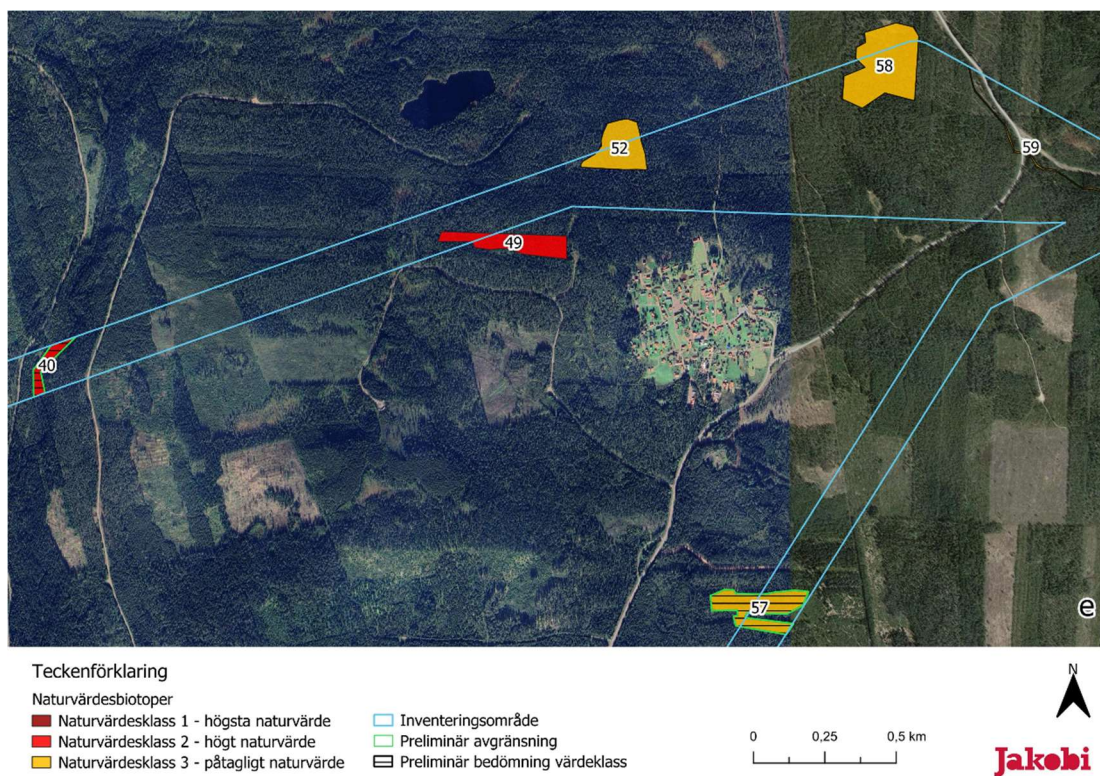 58
52
59
49
40
57
e
Teckenförklaring
Naturvärdesbiotoper
Naturvärdesklass 1 - högsta naturvärde
Naturvärdesklass 2 - högt naturvärde
Naturvärdesklass 3 - påtagligt naturvärde
Inventeringsområde
Preliminär avgränsning
Preliminär bedömning värdeklass
0 0,25 0,5 km
N
Jakobi